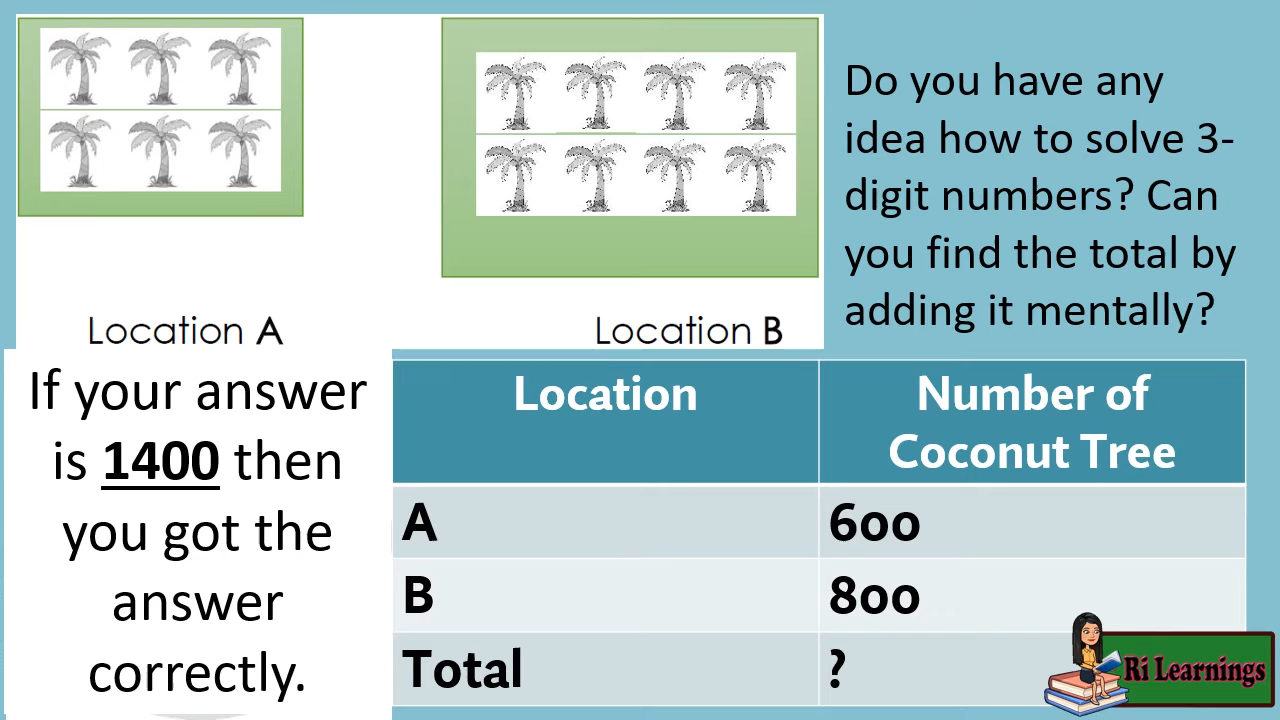 Do you have any
idea how to solve 3-
digit numbers? Can
you find the total by
adding it mentally?
Location A
Location B
If your answer
is 1400 then
you got the
answer
correctly.
Location
Number of
Coconut Tree
A
600
B
800
Total
?
Ri Learnings